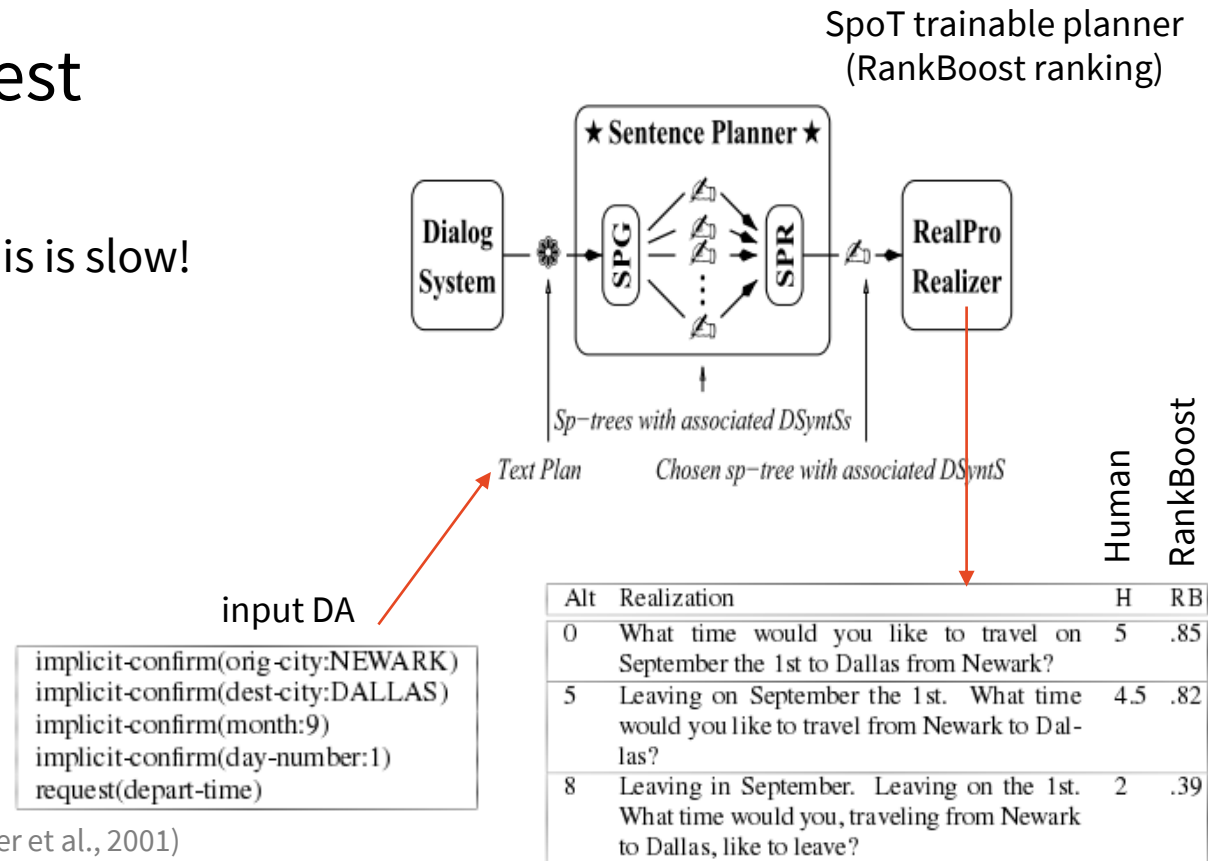 est
is is slow!
SpoT trainable planner
(RankBoost ranking)
★ Sentence Planner ★
Dialog
System
SPG
SPR
RealPro
Realizer
Sp-trees with associated DSyntSs
Text Plan
Chosen sp-tree with associated DSyntS
Human
RankBoost
input DA
implicit-confirm(orig-city:NEWARK)
implicit-confirm(dest-city:DALLAS)
implicit-confirm(month:9)
implicit-confirm(day-number:1)
request(depart-time)
Alt Realization H RB
0 What time would you like to travel on 5 .85
September the 1st to Dallas from Newark?
5 Leaving on September the 1st. What time 4.5 .82
would you like to travel from Newark to Dal-
las?
8 Leaving in September. Leaving on the 1st. 2 .39
What time would you, traveling from Newark
to Dallas, like to leave?
er et al., 2001)